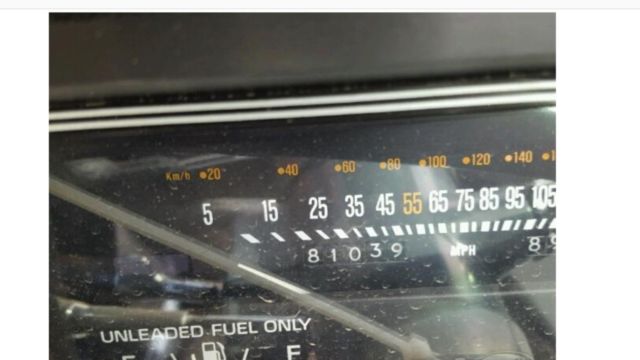 Km/h 20 40 60 80 100 120 140
5 15 25 35 45 55 65 75 85 95 105
81039 MPH 89
UNLEADED FUEL ONLY
F